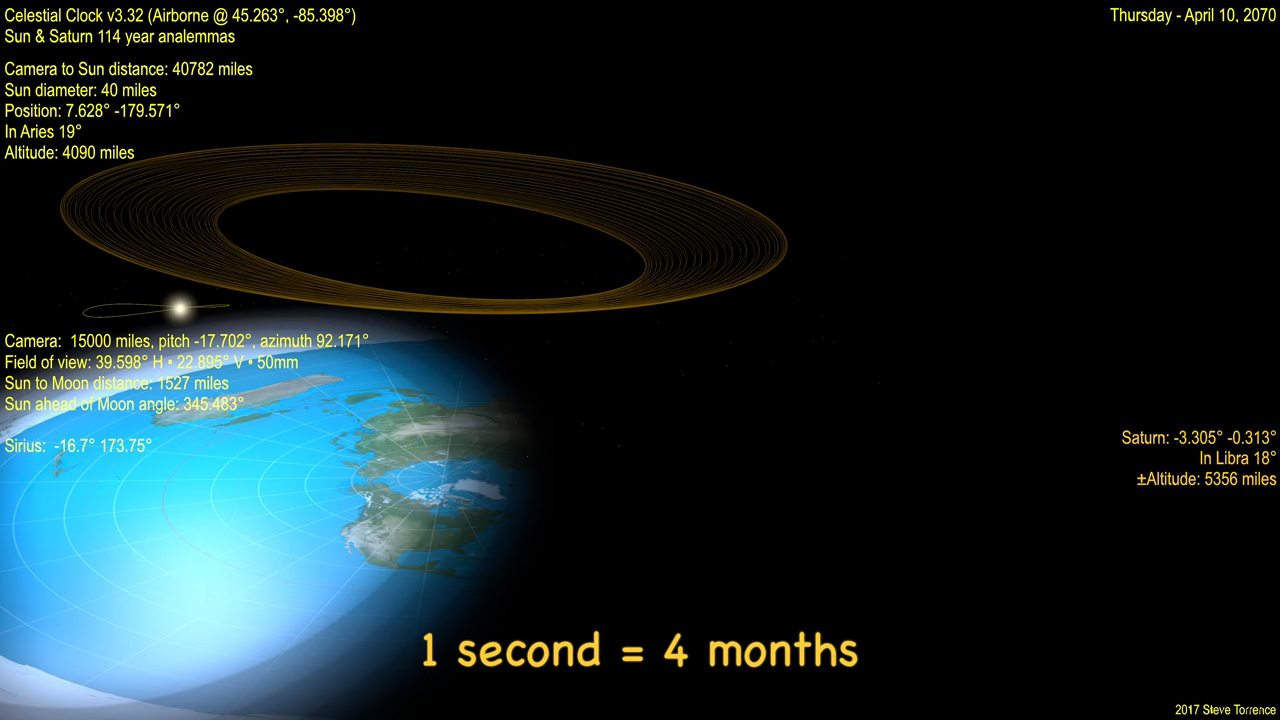 Celestial Clock v3.32 (Airborne @ 45.263°, -85.398°)
Sun & Saturn 114 year analemmas
Thursday - April 10, 2070
Camera to Sun distance: 40782 miles
Sun diameter: 40 miles
Position: 7.628° -179.571°
In Aries 19°
Altitude: 4090 miles
Camera:  15000 miles, pitch -17.702°, azimuth 92.171°
Field of view: 39.598° H • 22.895° V • 50mm
Sun to Moon distance: 1527 miles
Sun ahead of Moon angle: 345.483°
Sirius:  -16.7° 173.75°
Saturn: -3.305° -0.313°
In Libra 18°
±Altitude: 5356 miles
1 second = 4 months
2017 Steve Torrence